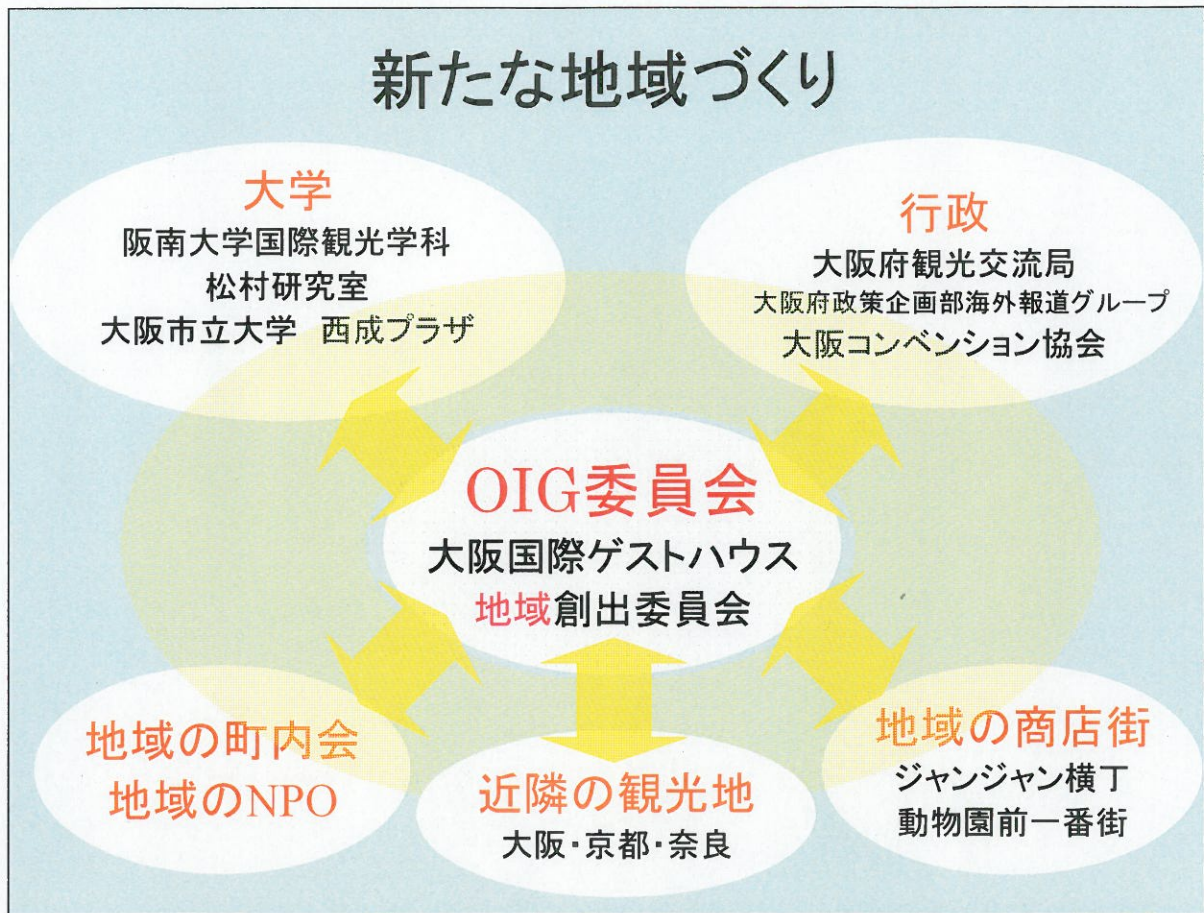 新たな地域づくり
大学
阪南大学国際観光学科
松村研究室
大阪市立大学 西成プラザ
行政
大阪府観光交流局
大阪府政策企画部海外報道グループ
大阪コンベンション協会
OIG委員会
大阪国際ゲストハウス
地域創出委員会
地域の町内会
地域のNPO
近隣の観光地
大阪・京都・奈良
地域の商店街
ジャンジャン横丁
動物園前一番街